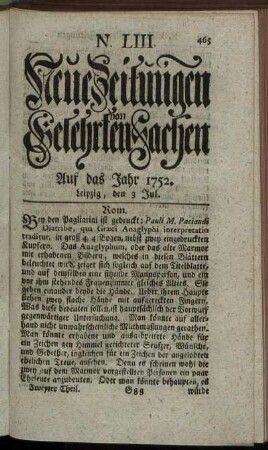 N. LIII. 465
Neue Zeitungen
von
Gelehrten Sachen
Auf das Jahr 1752.
Leipzig, den 3 Jul.
Rom.
Bey den Pagliarini ist gedruckt; Pauli M. Paciaudi
Diatribe, qua Graeci Anaglyphi interpretatio
traditur, in groß 4, 4 Bogen, nebst zwey eingedruckten
Kupfern. Das Anaglyphum, oder das alte Marmor
mit erhabenen Bildern, welches in diesen Blättern
beleuchtet wird, zeiget sich sogleich auf dem Titelblatte,
und auf demselben eine sitzende Mannsperson, und ein
vor ihm stehendes Frauenzimmer gleiches Alters. Sie
geben einander beyde die Hände. Ueber ihrem Haupte
stehen zwey flache Hände mit aufgereckten Fingern.
Was diese bedeuten sollen, ist hauptsächlich der Vorwurf
gegenwärtiger Untersuchung. Man könnte auf aller-
hand nicht unwahrscheinliche Muthmaßungen gerathen.
Man könnte erhabene und ausgebreitete Hände für
ein Zeichen gen Himmel gerichteter Seufzer, Wünsche,
und Gebether, ingleichen für ein Zeichen der angelobten
ehelichen Treue, ansehen. Denn es scheinen wohl die
zwey auf dem Marmor vorgestellten Personen ein paar
Eheleute anzudeuten. Oder man könnte behaupten, es
Zweyter Theil. Ggg würde